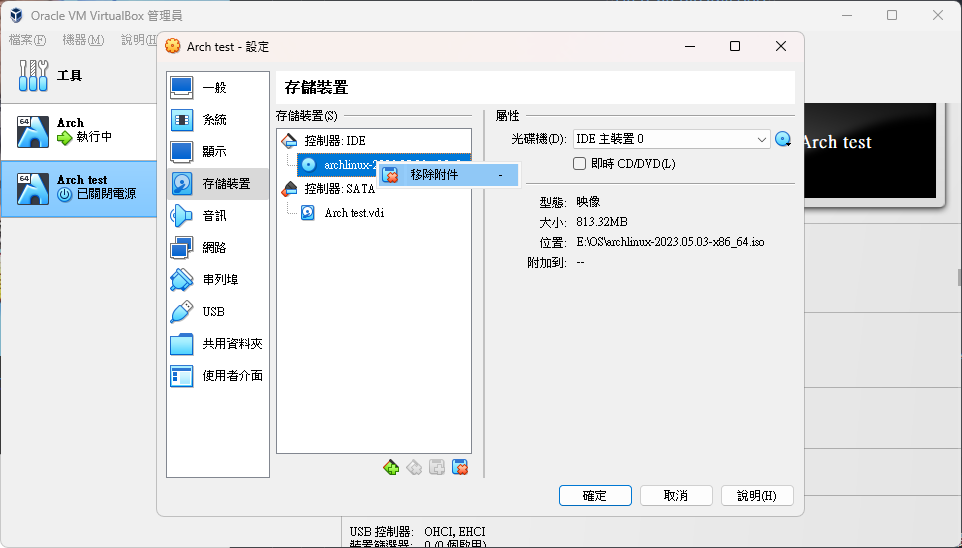 Oracle VM VirtualBox 管理員
檔案(F) 機器(M) 說明(H
工具
64
Arch
執行中
64
Arch test
已關閉電源
Arch test - 設定
一般
系統
顯示
存儲裝置
音訊
網路
串列埠
USB
共用資料夾
使用者介面
存儲裝置
存儲裝置(S)
控制器: IDE
archlinux-
移除附件 -
控制器: SATA
Arch test.vdi
屬性
光碟機(D): IDE 主裝置 0
即時 CD/DVD(L)
型態: 映像
大小: 813.32MB
位置: E:\OS\archlinux-2023.05.03-x86_64.iso
附加到: --
確定 取消 說明(H)
Arch test
USB 控制器: OHCI, EHCI
裝置篩選器: 0 (0 個啟用)